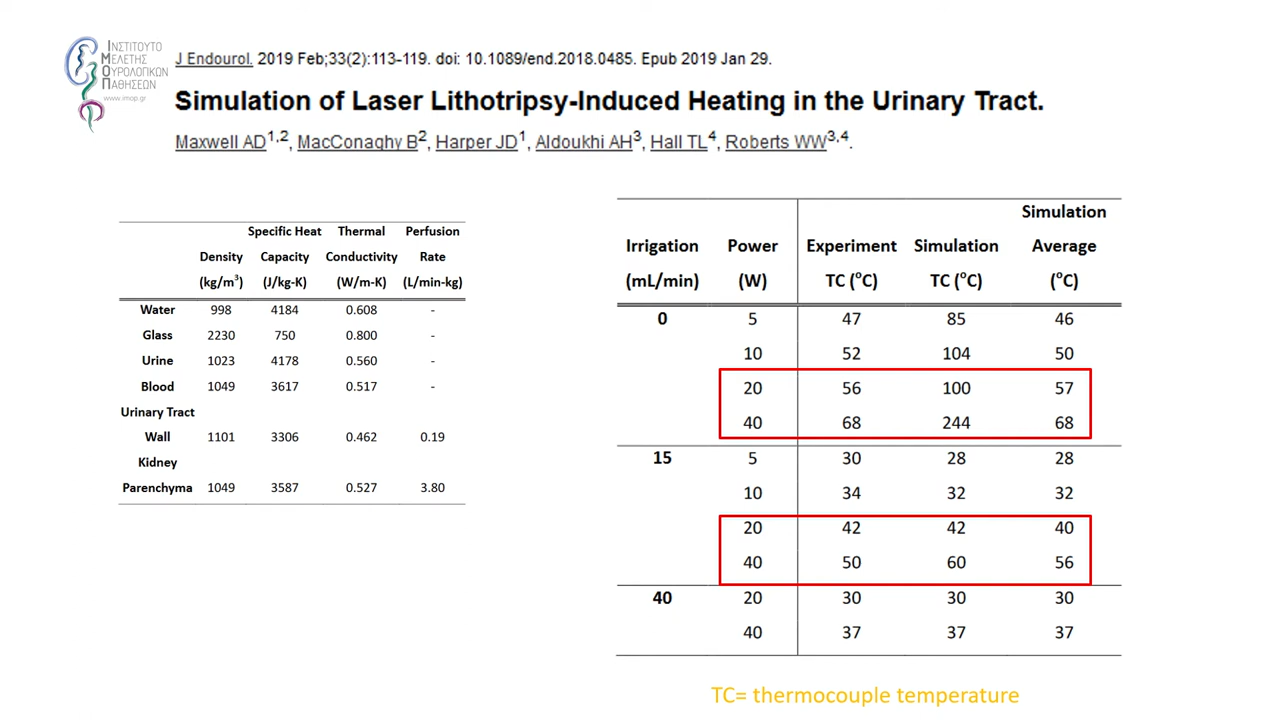 ΙΝΣΤΙΤΟΥΤΟ
ΜΕΛΕΤΗΣ
ΟΥΡΟΛΟΓΙΚΩΝ
ΠΑΘΗΣΕΩΝ
www.imop.gr
J Endourol. 2019 Feb;33(2):113-119. doi: 10.1089/end.2018.0485. Epub 2019 Jan 29.
Simulation of Laser Lithotripsy-Induced Heating in the Urinary Tract.
Maxwell AD1,2, MacConaghy B2, Harper JD1, Aldoukhi AH3, Hall TL4, Roberts WW3,4.
Specific Heat Thermal Perfusion
Density Capacity Conductivity Rate
(kg/m3) (J/kg-K) (W/m-K) (L/min-kg)
Water 998 4184 0.608 -
Glass 2230 750 0.800 -
Urine 1023 4178 0.560 -
Blood 1049 3617 0.517 -
Urinary Tract
Wall 1101 3306 0.462 0.19
Kidney
Parenchyma 1049 3587 0.527 3.80
Simulation
Irrigation Power Experiment Simulation Average
(mL/min) (W) TC (°C) TC (°C) (°C)
0 5 47 85 46
10 52 104 50
20 56 100 57
40 68 244 68
15 5 30 28 28
10 34 32 32
20 42 42 40
40 50 60 56
40 20 30 30 30
40 37 37 37
TC= thermocouple temperature